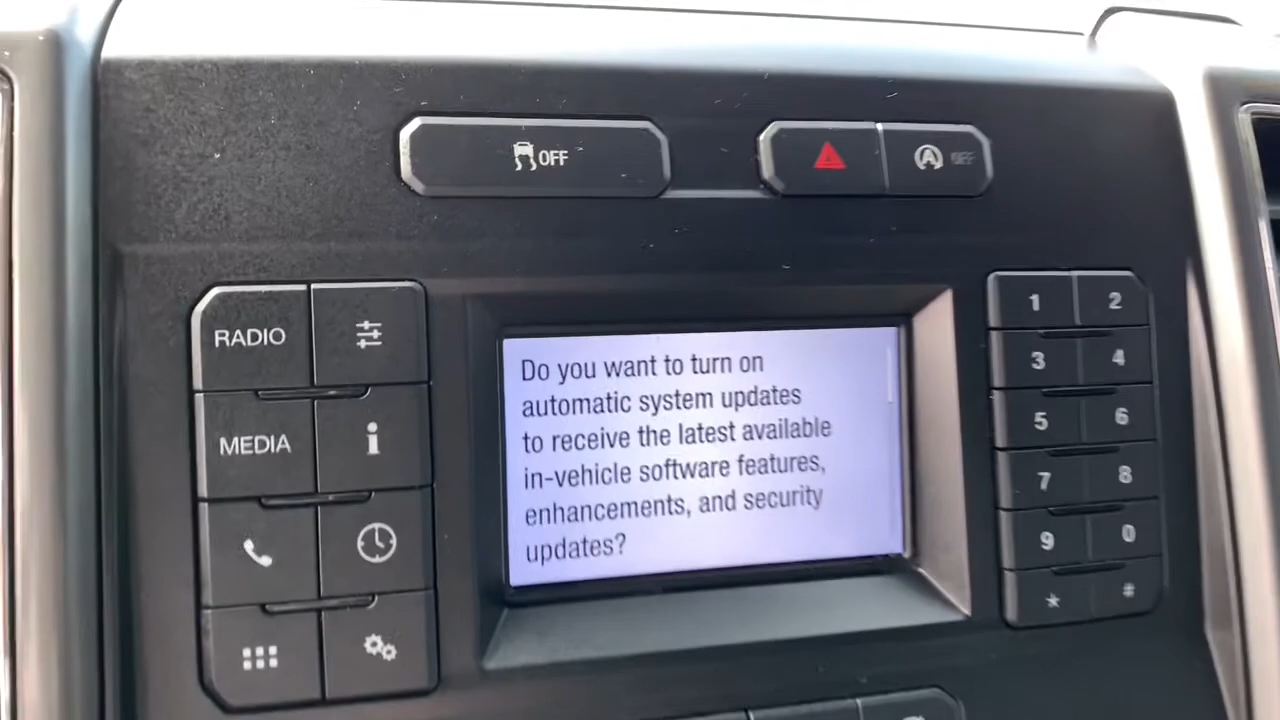 OFF
A OFF
RADIO
MEDIA
Do you want to turn on
automatic system updates
to receive the latest available
in-vehicle software features,
enhancements, and security
updates?
1 2
3 4
5 6
7 8
9 0
* #